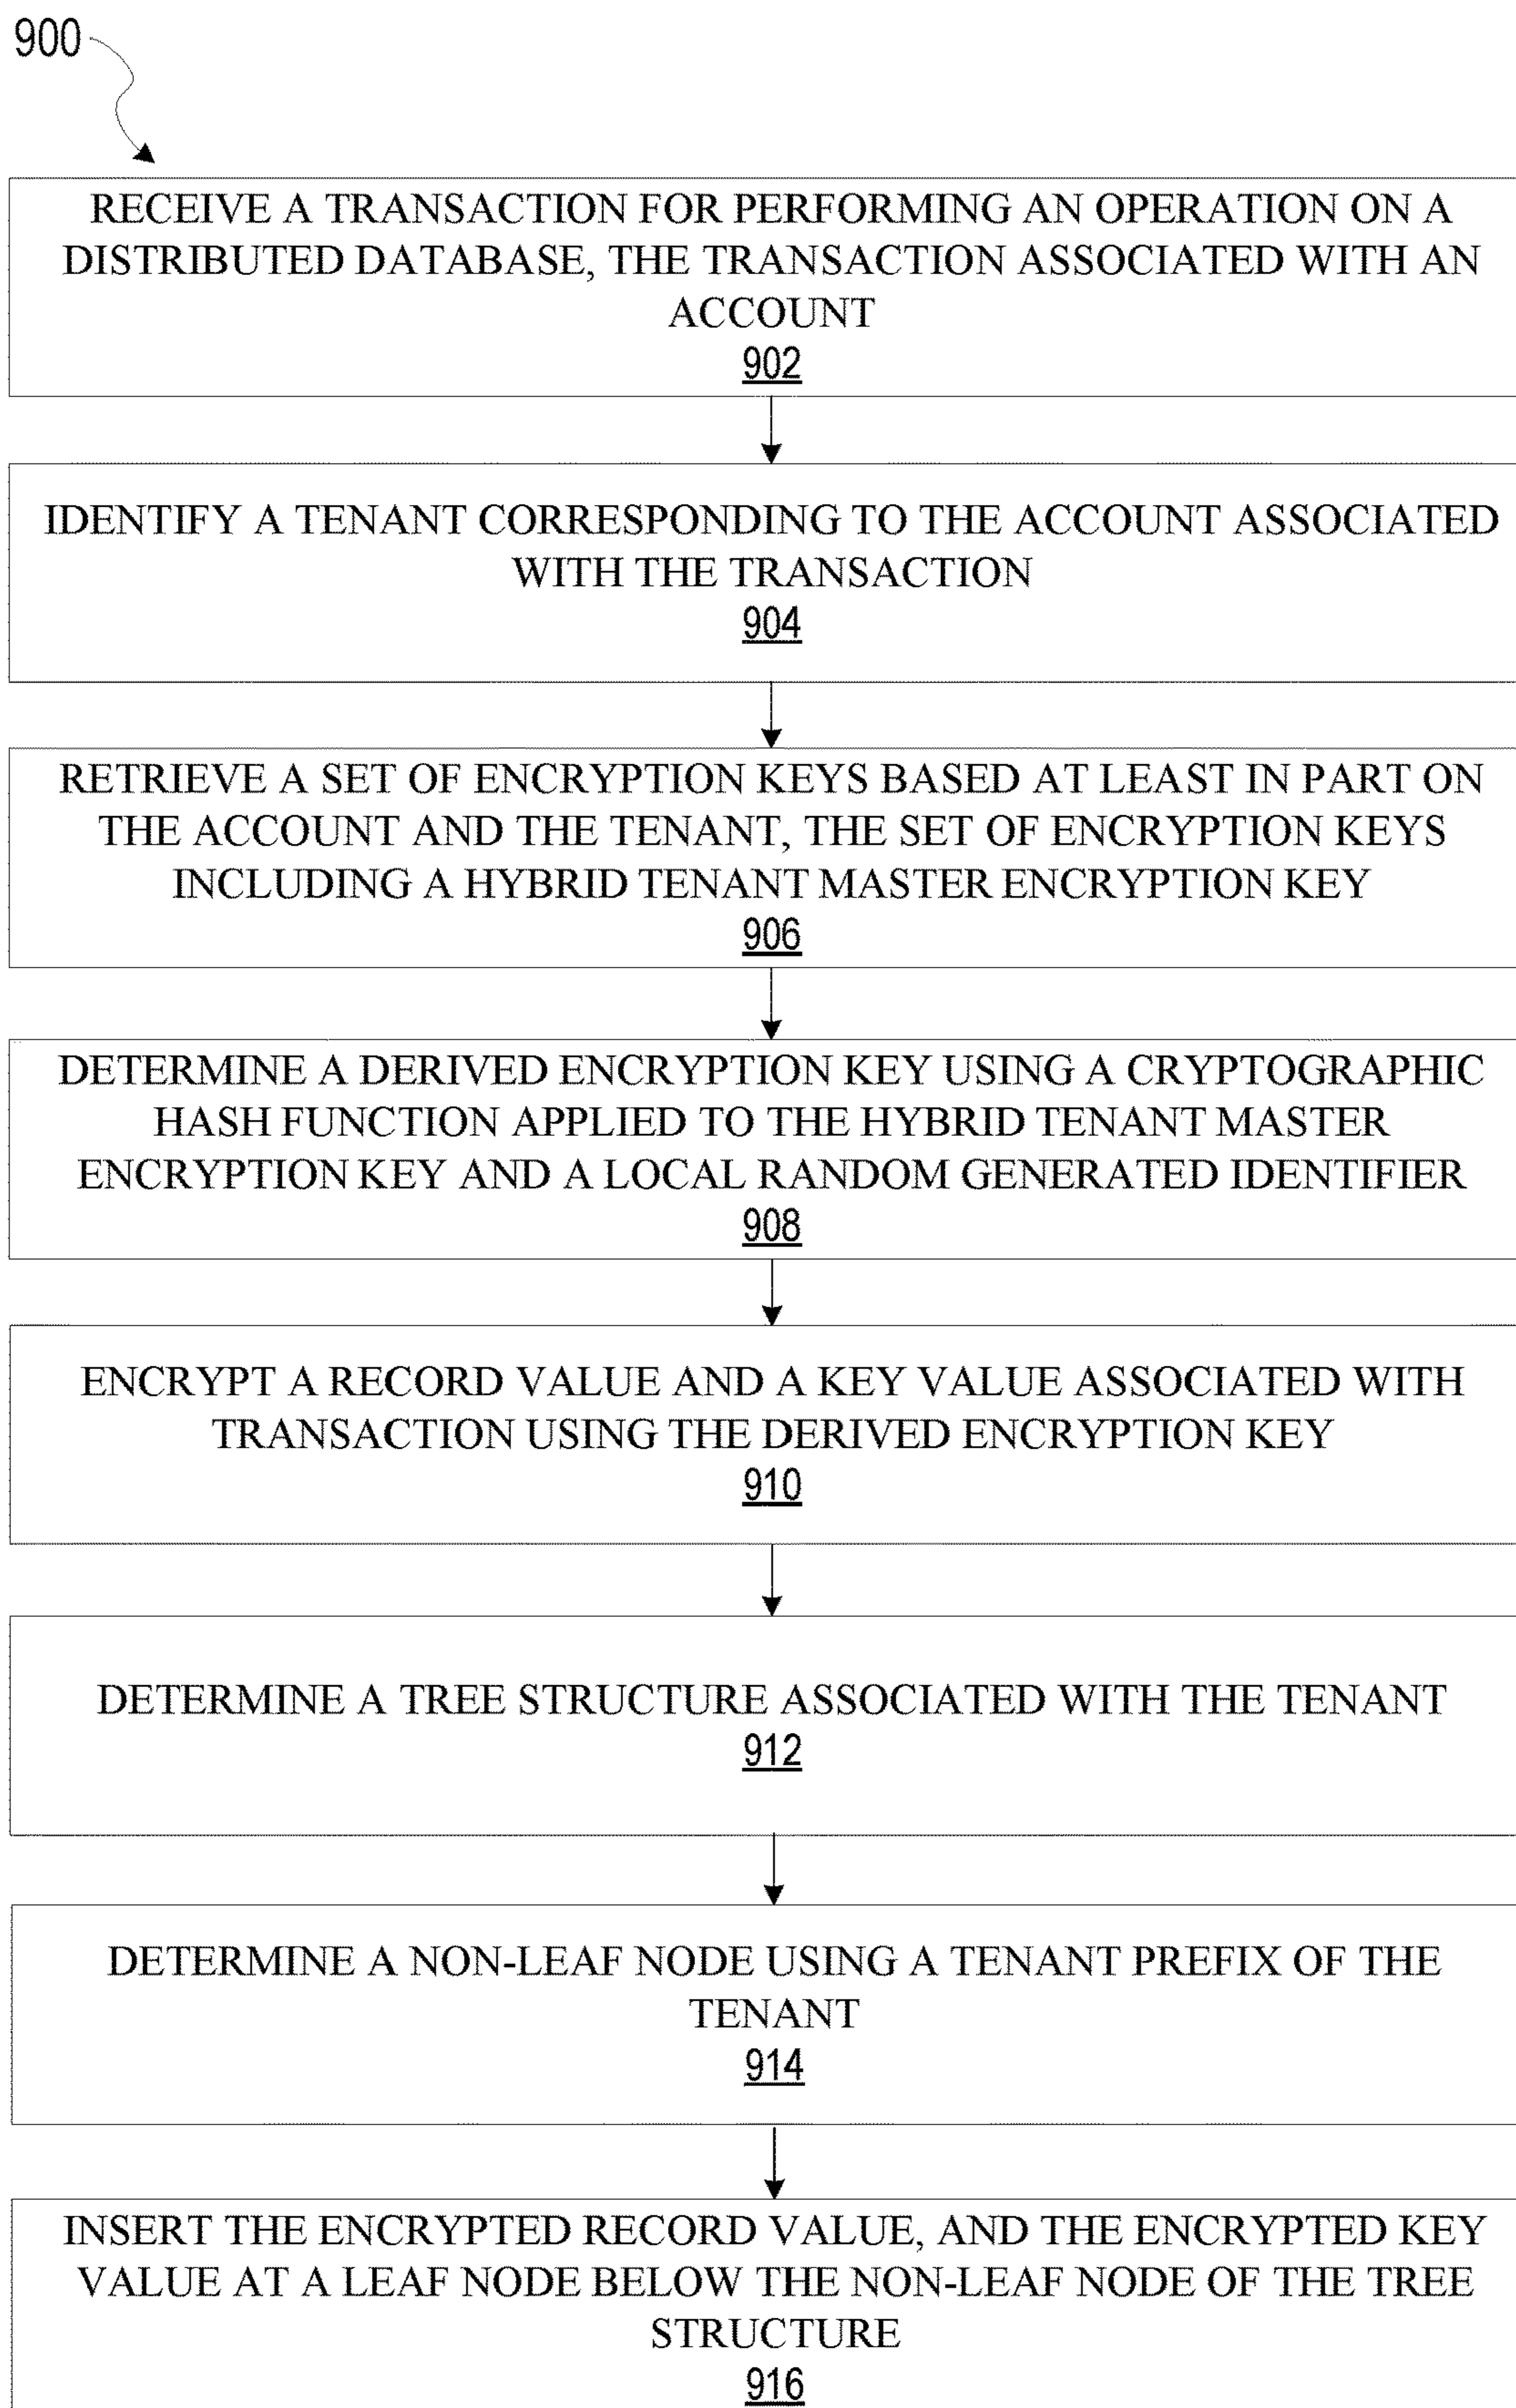 900
RECEIVE A TRANSACTION FOR PERFORMING AN OPERATION ON A
DISTRIBUTED DATABASE, THE TRANSACTION ASSOCIATED WITH AN
ACCOUNT
902
IDENTIFY A TENANT CORRESPONDING TO THE ACCOUNT ASSOCIATED
WITH THE TRANSACTION
904
RETRIEVE A SET OF ENCRYPTION KEYS BASED AT LEAST IN PART ON
THE ACCOUNT AND THE TENANT, THE SET OF ENCRYPTION KEYS
INCLUDING A HYBRID TENANT MASTER ENCRYPTION KEY
906
DETERMINE A DERIVED ENCRYPTION KEY USING A CRYPTOGRAPHIC
HASH FUNCTION APPLIED TO THE HYBRID TENANT MASTER
ENCRYPTION KEY AND A LOCAL RANDOM GENERATED IDENTIFIER
908
ENCRYPT A RECORD VALUE AND A KEY VALUE ASSOCIATED WITH
TRANSACTION USING THE DERIVED ENCRYPTION KEY
910
DETERMINE A TREE STRUCTURE ASSOCIATED WITH THE TENANT
912
DETERMINE A NON-LEAF NODE USING A TENANT PREFIX OF THE
TENANT
914
INSERT THE ENCRYPTED RECORD VALUE, AND THE ENCRYPTED KEY
VALUE AT A LEAF NODE BELOW THE NON-LEAF NODE OF THE TREE
STRUCTURE
916